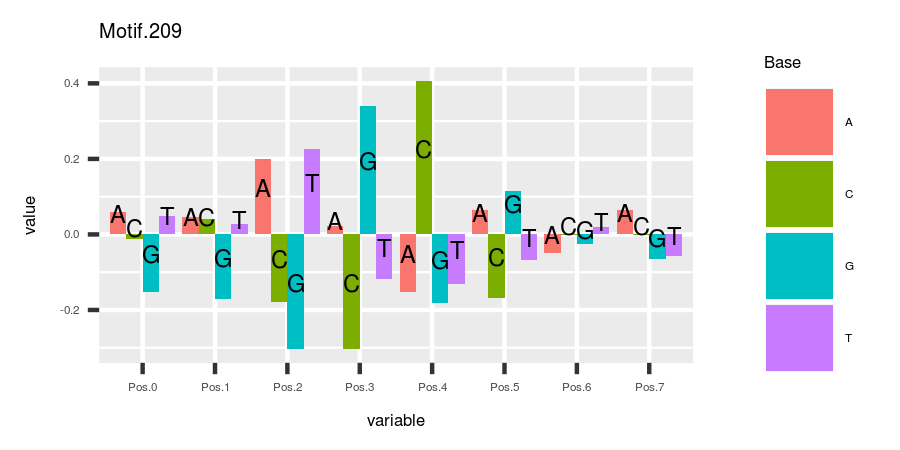 Motif.209
Base
0.4
0.2
0.0
-0.2
value
A C G T A C G T A C G T A C G T A C G T A C G T A C G T A C G T
Pos.0 Pos.1 Pos.2 Pos.3 Pos.4 Pos.5 Pos.6 Pos.7
variable
A
C
G
T